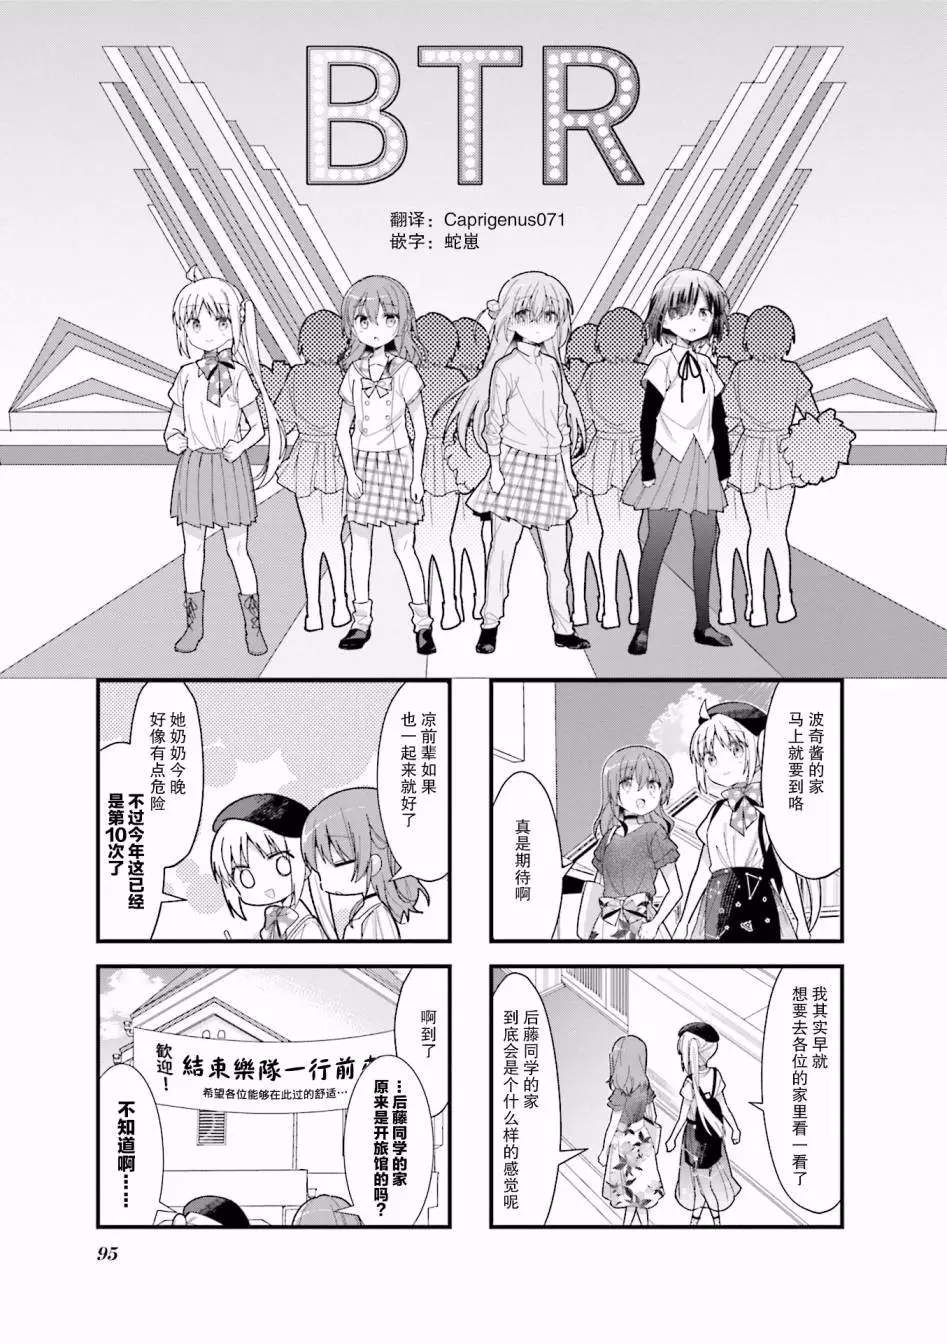 BTR
翻译：Caprigenus071
嵌字：蛇崽
波奇酱的家
马上就要到咯
真是期待啊
我其实早就
想要去各位的家里看一看了
后藤同学的家
到底会是个什么样的感觉呢
凉前辈如果
也一起来就好了
她奶奶今晚
好像有点危险
不过今年这已经
是第10次了
啊到了
歓迎！
結束樂隊一行前
希望各位能够在此过的舒适…
…后藤同学的家
原来是开旅馆的吗？
不知道啊……
95